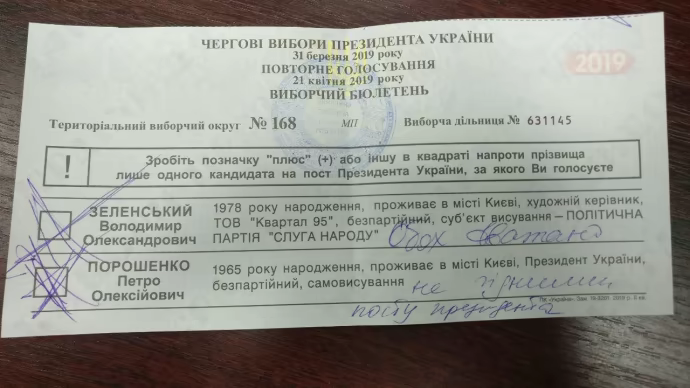 ЧЕРГОВІ ВИБОРИ ПРЕЗИДЕНТА УКРАЇНИ
31 березня 2019 року
ПОВТОРНЕ ГОЛОСУВАННЯ
21 квітня 2019 року
ВИБОРЧИЙ БЮЛЕТЕНЬ
2019
Територіальний виборчий округ № 168 МП Виборча дільниця № 631145
! Зробіть позначку "плюс" (+) або іншу в квадраті напроти прізвища
лише одного кандидата на пост Президента України, за якого Ви голосуєте
ЗЕЛЕНСЬКИЙ
Володимир
Олександрович
1978 року народження, проживає в місті Києві, художній керівник,
ТОВ "Квартал 95", безпартійний, суб'єкт висування – ПОЛІТИЧНА
ПАРТІЯ "СЛУГА НАРОДУ"
Обох
ПОРОШЕНКО
Петро
Олексійович
1965 року народження, проживає в місті Києві, Президент України,
безпартійний, самовисування
не
посту президента